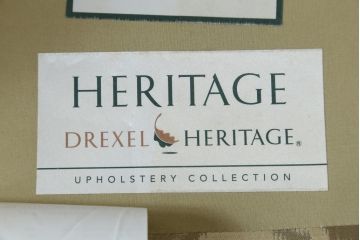 HERITAGE
DREXEL HERITAGE®
UPHOLSTERY COLLECTION